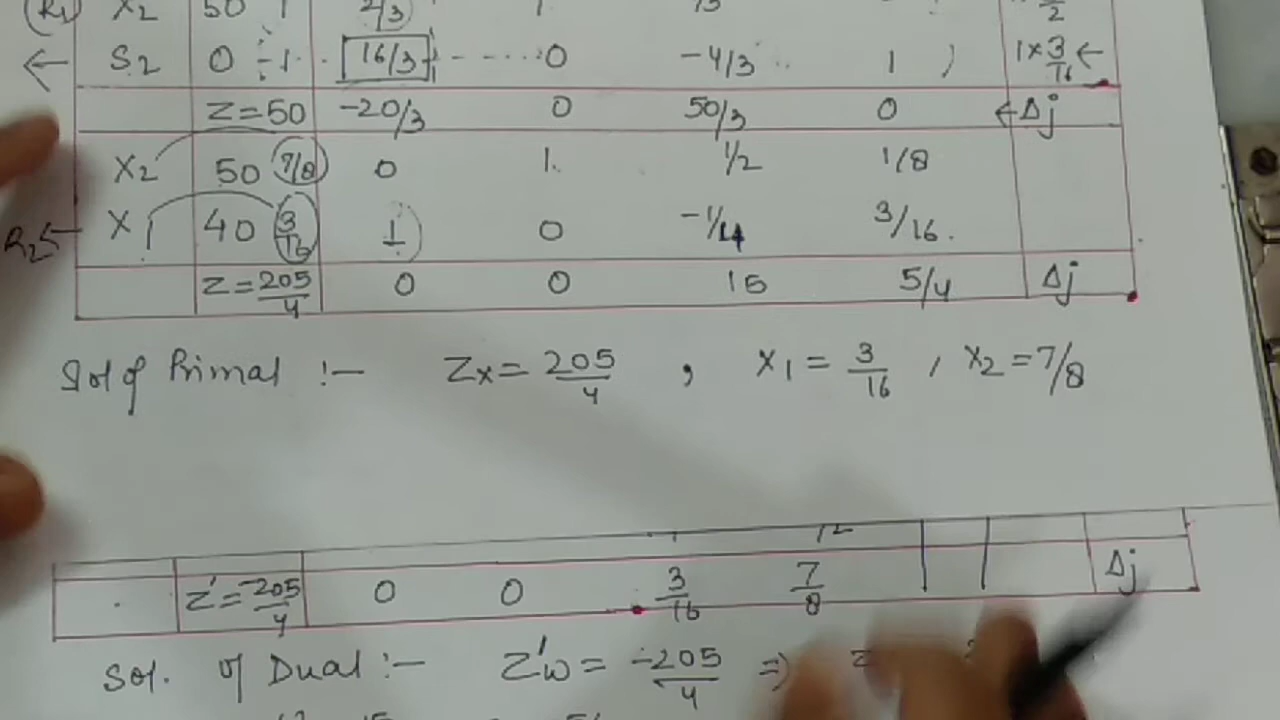 (R1) X2 50 1 2/3 1
S2 0 1 16/3 0 -4/3 1 1×3/16 ←
Z=50 -20/3 0 50/3 0 ←Δj
X2 50 7/8 0 1 1/2 1/8
R2 X1 40 3/16 1 0 -1/4 3/16
Z=205/4 0 0 15 5/4 Δj
Sol of Primal :- Zx = 205/4 , X1 = 3/16 , X2 = 7/8
Z' = -205/4 0 0 3/16 7/8 Δj
Sol. of Dual :- Z'w = -205/4 ⇒